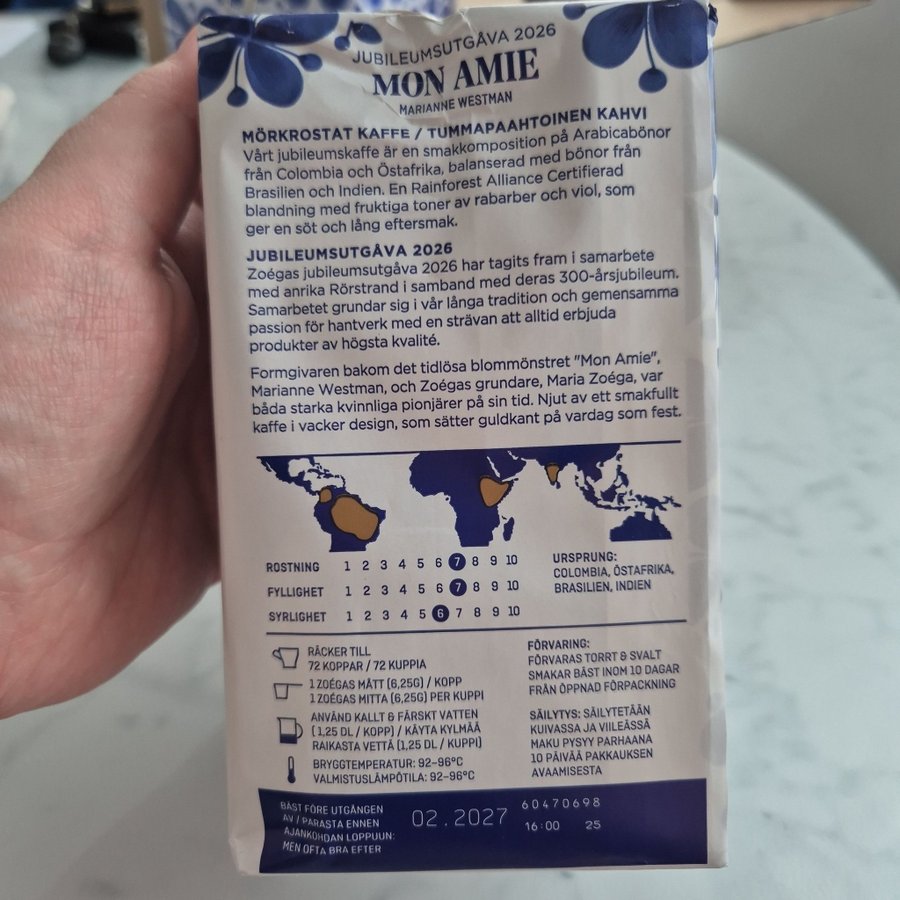 JUBILEUMSUTGÅVA 2026
MON AMIE
MARIANNE WESTMAN
MÖRKROSTAT KAFFE / TUMMAPAAHTOINEN KAHVI
Vårt jubileumskaffe är en smakkomposition på Arabicabönor
från Colombia och Östafrika, balanserad med bönor från
Brasilien och Indien. En Rainforest Alliance Certifierad
blandning med fruktiga toner av rabarber och viol, som
ger en söt och lång eftersmak.
JUBILEUMSUTGÅVA 2026
Zoégas jubileumsutgåva 2026 har tagits fram i samarbete
med anrika Rörstrand i samband med deras 300-årsjubileum.
Samarbetet grundar sig i vår långa tradition och gemensamma
passion för hantverk med en strävan att alltid erbjuda
produkter av högsta kvalité.
Formgivaren bakom det tidlösa blommönstret "Mon Amie",
Marianne Westman, och Zoégas grundare, Maria Zoéga, var
båda starka kvinnliga pionjärer på sin tid. Njut av ett smakfullt
kaffe i vacker design, som sätter guldkant på vardag som fest.
ROSTNING 1 2 3 4 5 6 7 8 9 10
FYLLIGHET 1 2 3 4 5 6 7 8 9 10
SYRLIGHET 1 2 3 4 5 6 7 8 9 10
URSPRUNG:
COLOMBIA, ÖSTAFRIKA,
BRASILIEN, INDIEN
RÄCKER TILL
72 KOPPAR / 72 KUPPIA
1 ZOÉGAS MÅTT (6,25G) / KOPP
1 ZOÉGAS MITTA (6,25G) PER KUPPI
ANVÄND KALLT & FÄRSKT VATTEN
(1,25 DL / KOPP) / KÄYTÄ KYLMÄÄ
RAIKASTA VETTÄ (1,25 DL / KUPPI)
BRYGGTEMPERATUR: 92-96°C
VALMISTUSLÄMPÖTILA: 92-96°C
FÖRVARING:
FÖRVARAS TORRT & SVALT
SMAKAR BÄST INOM 10 DAGAR
FRÅN ÖPPNAD FÖRPACKNING
SÄILYTYS: SÄILYTETÄÄN
KUIVASSA JA VIILEÄSSÄ
MAKU PYSYY PARHAANA
10 PÄIVÄÄ PAKKAUKSEN
AVAAMISESTA
BÄST FÖRE UTGÅNGEN
AV / PARASTA ENNEN
AJANKOHDAN LOPPUUN:
MEN OFTA BRA EFTER
02.2027
60470698
16:00 25